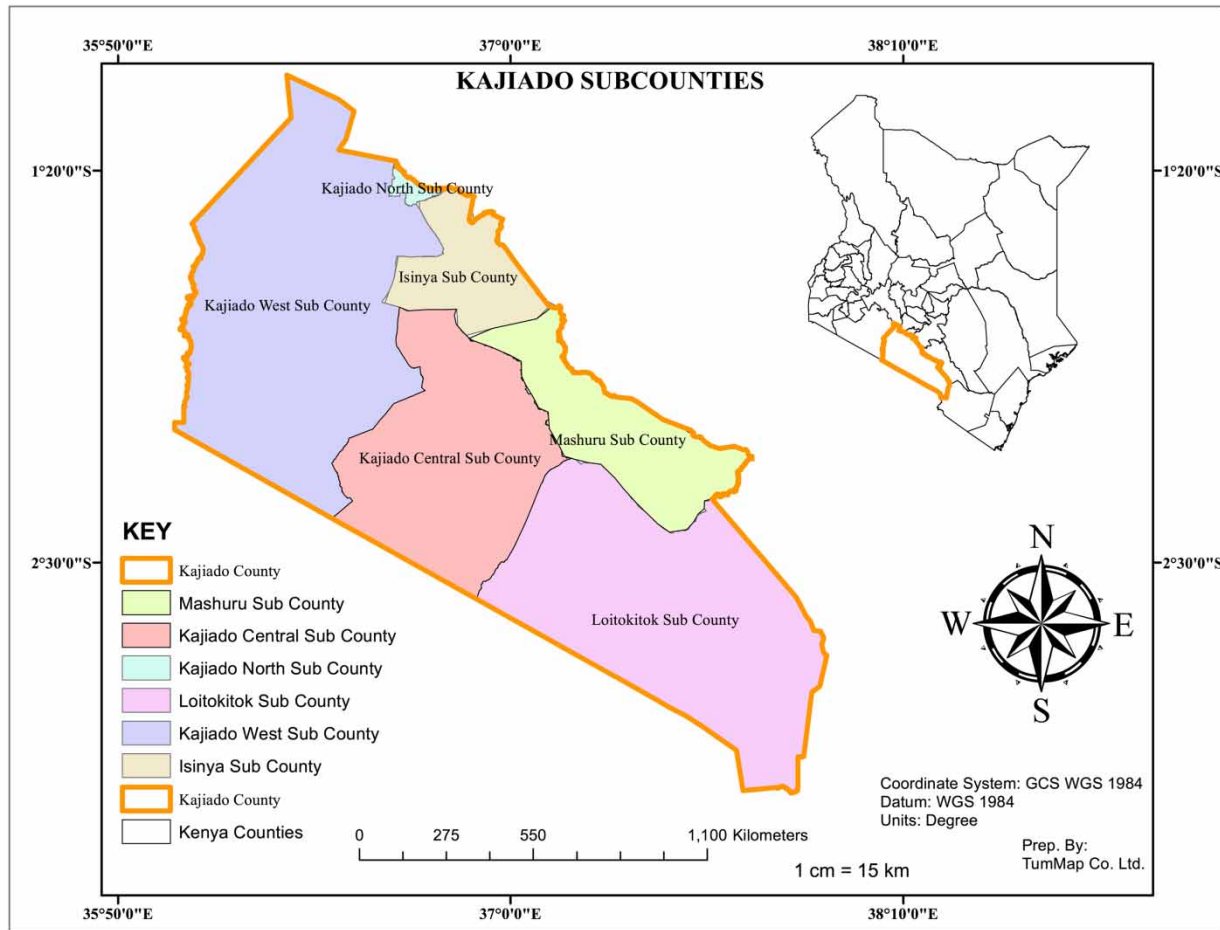 35°50'0"E 37°0'0"E 38°10'0"E
KAJIADO SUBCOUNTIES
1°20'0"S 1°20'0"S
Kajiado North Sub County
Isinya Sub County
Kajiado West Sub County
Mashuru Sub County
Kajiado Central Sub County
Loitokitok Sub County
2°30'0"S 2°30'0"S
KEY
Kajiado County
Mashuru Sub County
Kajiado Central Sub County
Kajiado North Sub County
Loitokitok Sub County
Kajiado West Sub County
Isinya Sub County
Kajiado County
Kenya Counties
0 275 550 1,100 Kilometers
1 cm = 15 km
N
W E
S
Coordinate System: GCS WGS 1984
Datum: WGS 1984
Units: Degree
Prep. By:
TumMap Co. Ltd.
35°50'0"E 37°0'0"E 38°10'0"E